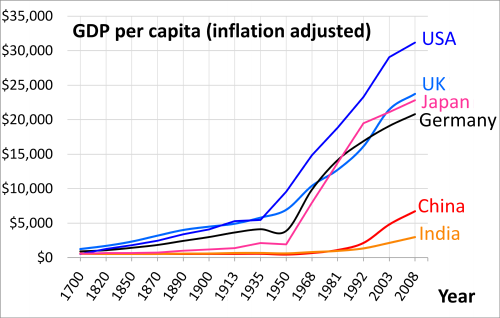 GDP per capita (inflation adjusted)
$35,000
$30,000
$25,000
$20,000
$15,000
$10,000
$5,000
$0
USA
UK
Japan
Germany
China
India
1700
1820
1850
1870
1890
1900
1913
1935
1950
1968
1981
1992
2003
2008
Year